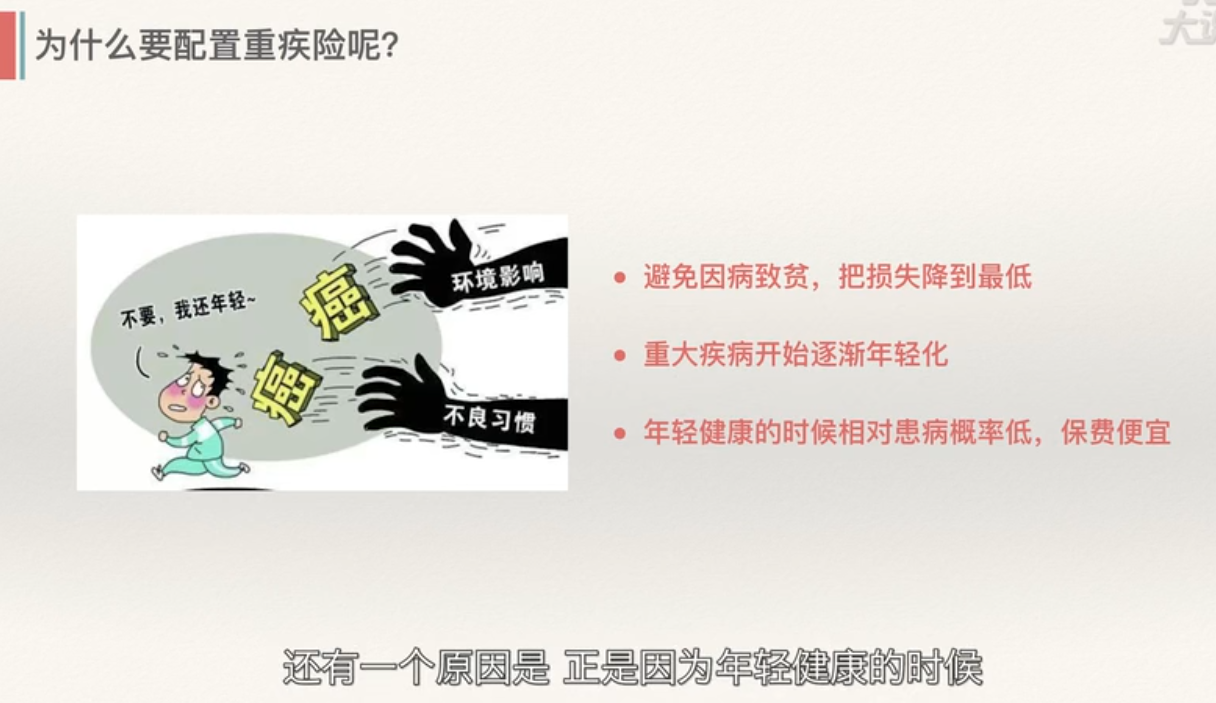 为什么要配置重疾险呢?
不要，我还年轻~
癌
癌
环境影响
不良习惯
• 避免因病致贫，把损失降到最低
• 重大疾病开始逐渐年轻化
• 年轻健康的时候相对患病概率低，保费便宜
还有一个原因是 正是因为年轻健康的时候